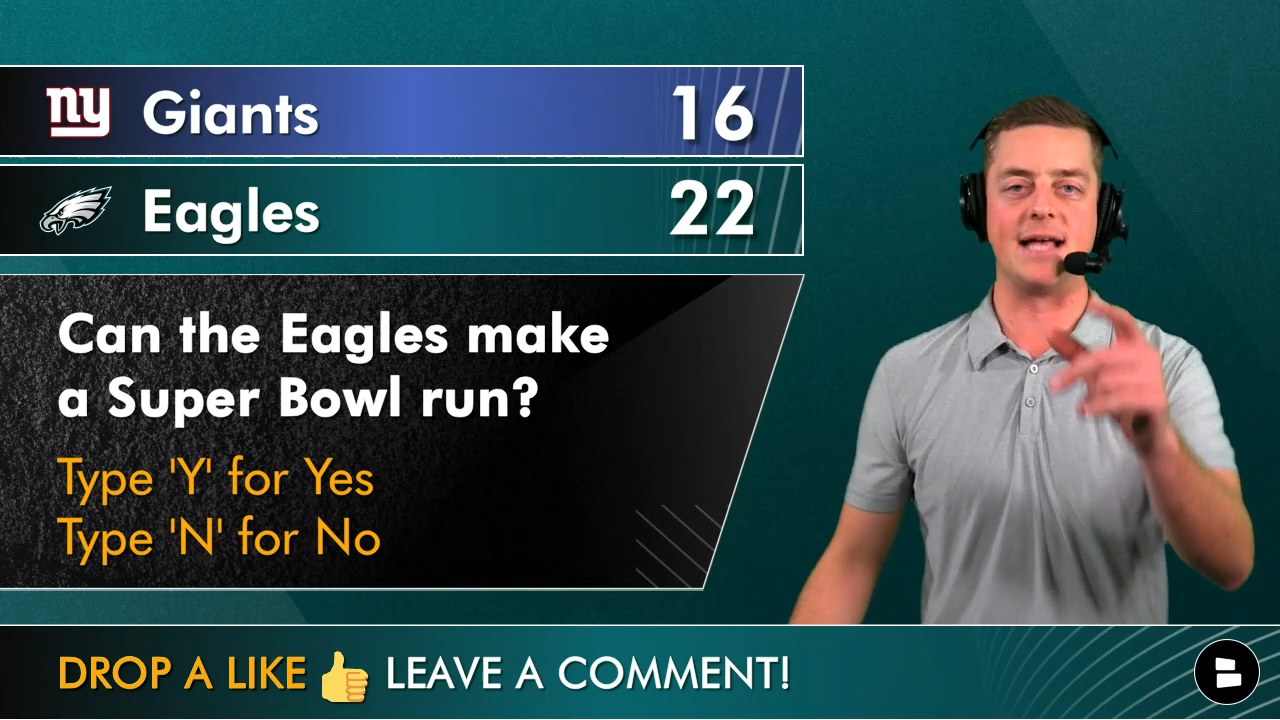 ny Giants 16
Eagles 22
Can the Eagles make
a Super Bowl run?
Type 'Y' for Yes
Type 'N' for No
DROP A LIKE LEAVE A COMMENT!